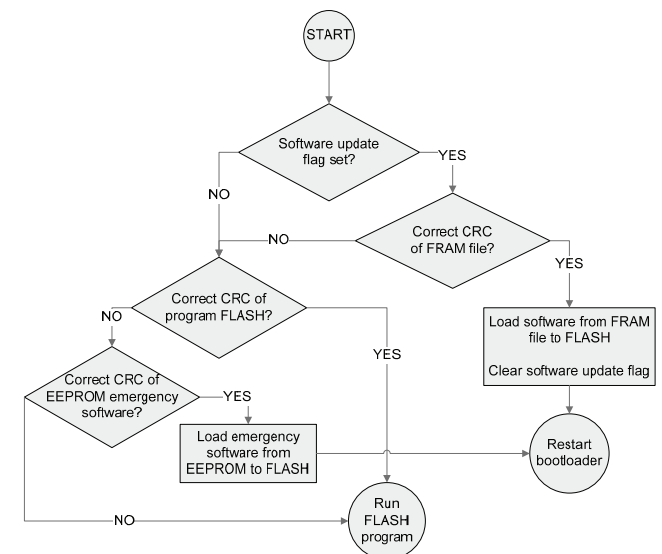 START
Software update
flag set?
YES
NO
Correct CRC
of FRAM file?
NO
YES
Correct CRC of
program FLASH?
NO
YES
Load software from FRAM
file to FLASH
Clear software update flag
Correct CRC of
EEPROM emergency
software?
YES
Load emergency
software from
EEPROM to FLASH
Restart
bootloader
Run
FLASH
program
NO